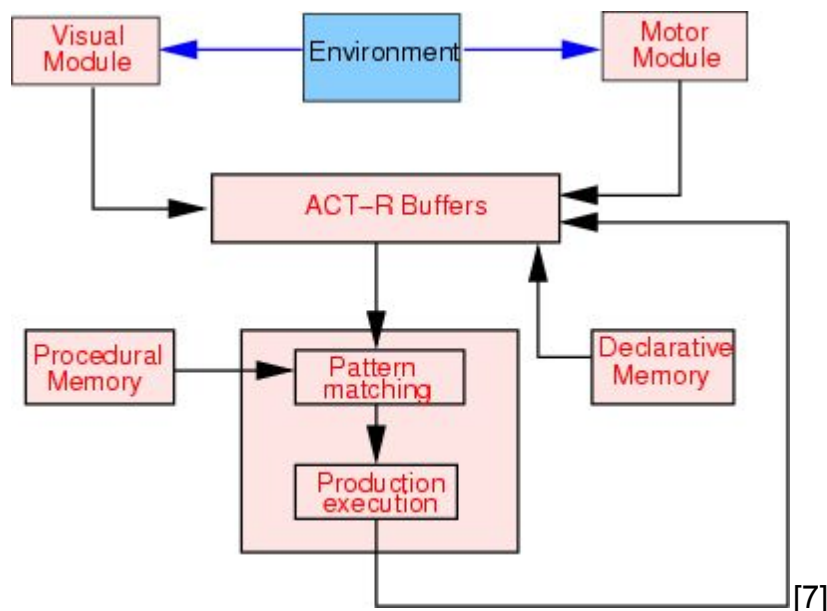 Visual
Module
Environment
Motor
Module
ACT-R Buffers
Procedural
Memory
Pattern
matching
Declarative
Memory
Production
execution
[7]